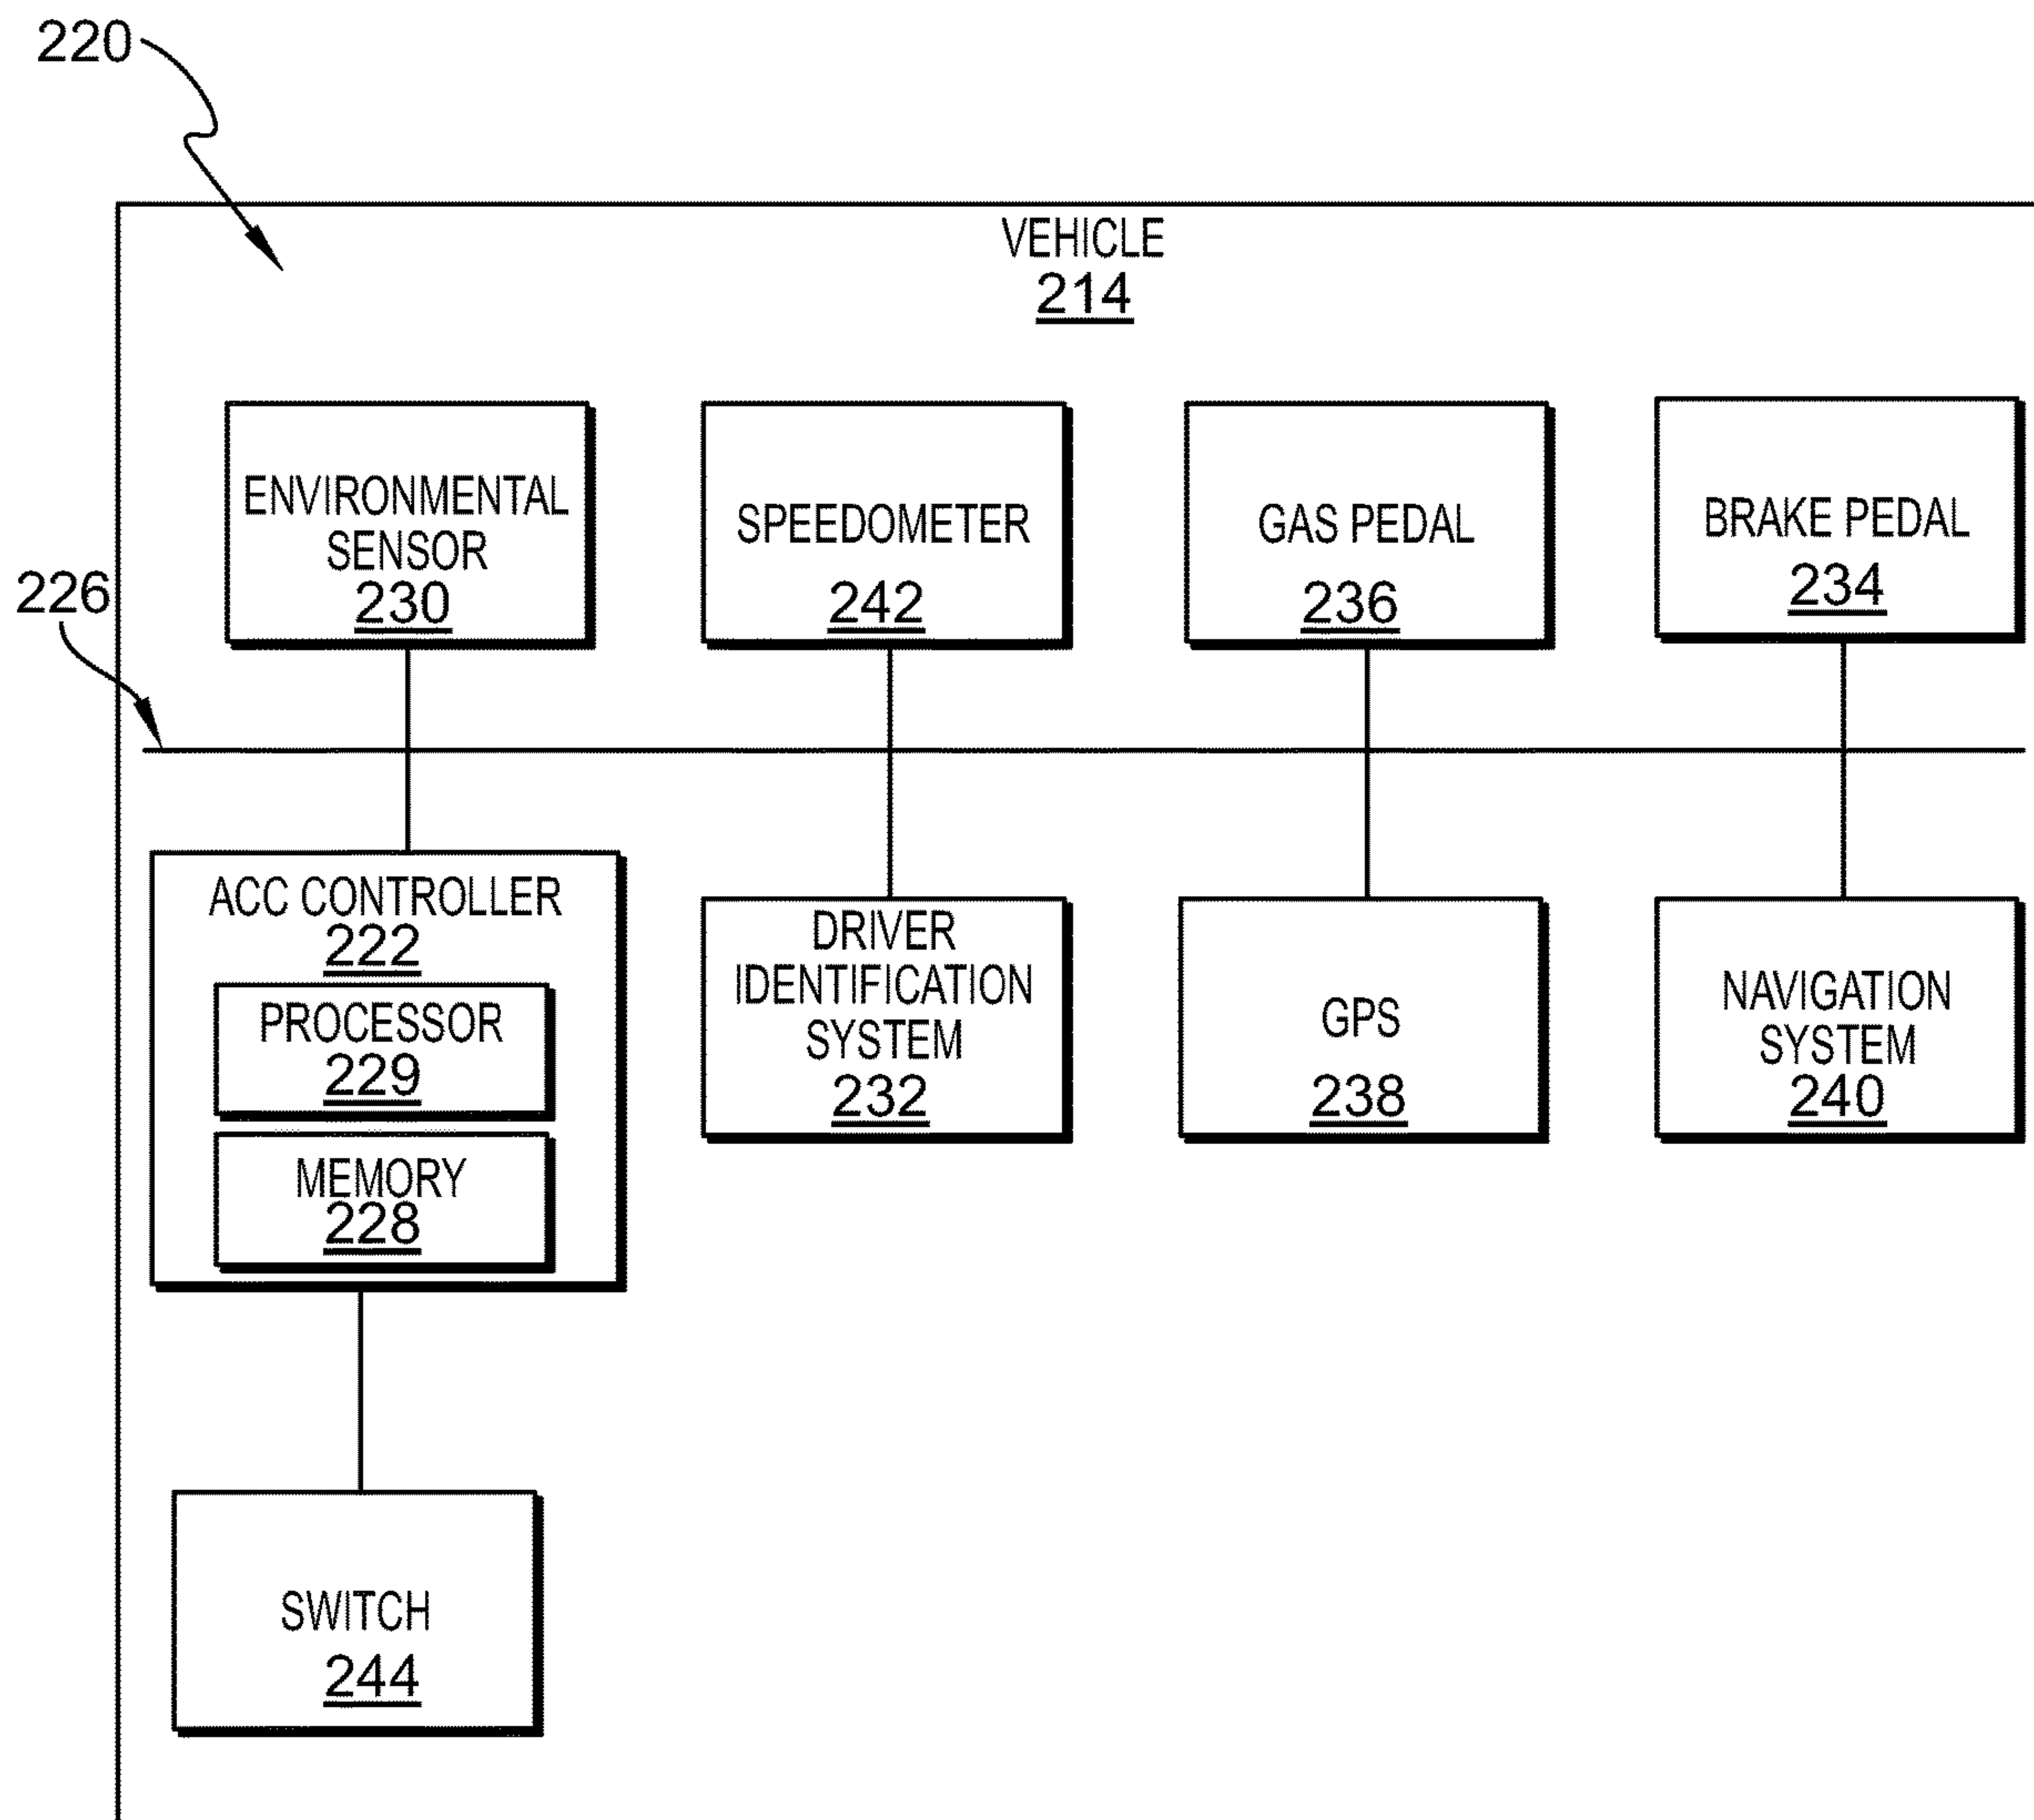 220
VEHICLE
214
ENVIRONMENTAL
SENSOR
230
SPEEDOMETER
242
GAS PEDAL
236
BRAKE PEDAL
234
226
ACC CONTROLLER
222
PROCESSOR
229
MEMORY
228
DRIVER
IDENTIFICATION
SYSTEM
232
GPS
238
NAVIGATION
SYSTEM
240
SWITCH
244